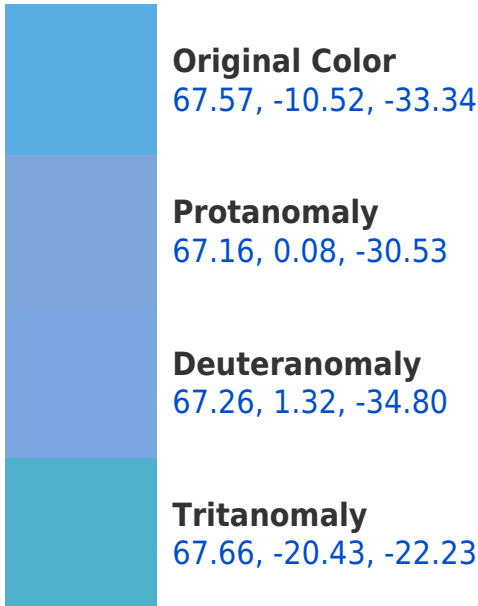 Original Color
67.57, -10.52, -33.34
Protanomaly
67.16, 0.08, -30.53
Deuteranomaly
67.26, 1.32, -34.80
Tritanomaly
67.66, -20.43, -22.23